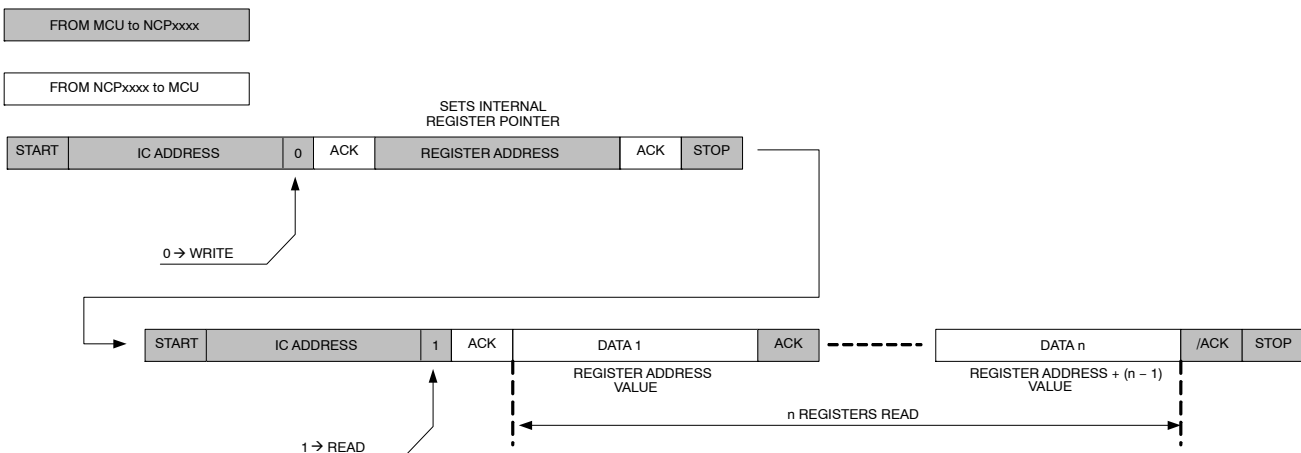 FROM MCU to NCPxxxx
FROM NCPxxxx to MCU
SETS INTERNAL
REGISTER POINTER
START IC ADDRESS 0 ACK REGISTER ADDRESS ACK STOP
0 → WRITE
START IC ADDRESS 1 ACK DATA 1 ACK DATA n /ACK STOP
REGISTER ADDRESS
VALUE
REGISTER ADDRESS + (n − 1)
VALUE
n REGISTERS READ
1 → READ